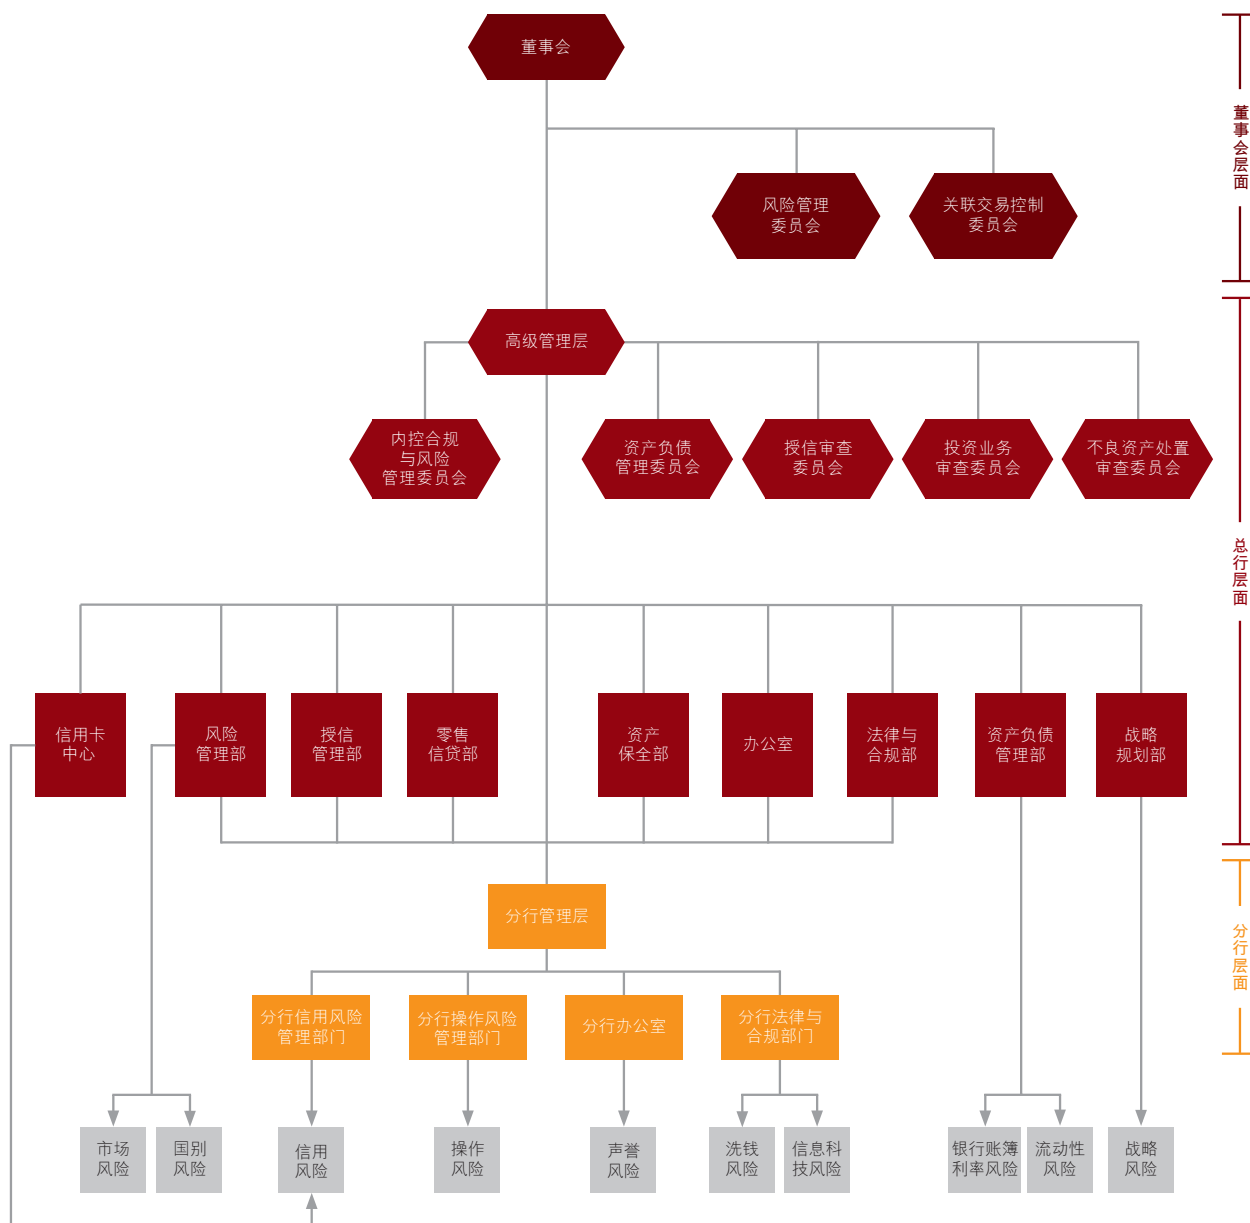 董事会
董事会层面
风险管理
委员会
关联交易控制
委员会
高级管理层
内控合规
与风险
管理委员会
资产负债
管理委员会
授信审查
委员会
投资业务
审查委员会
不良资产处置
审查委员会
总行层面
信用卡
中心
风险
管理部
授信
管理部
零售
信贷部
资产
保全部
办公室
法律与
合规部
资产负债
管理部
战略
规划部
分行管理层
分行层面
分行信用风险
管理部门
分行操作风险
管理部门
分行办公室
分行法律与
合规部门
市场
风险
国别
风险
信用
风险
操作
风险
声誉
风险
洗钱
风险
信息科
技风险
银行账簿
利率风险
流动性
风险
战略
风险